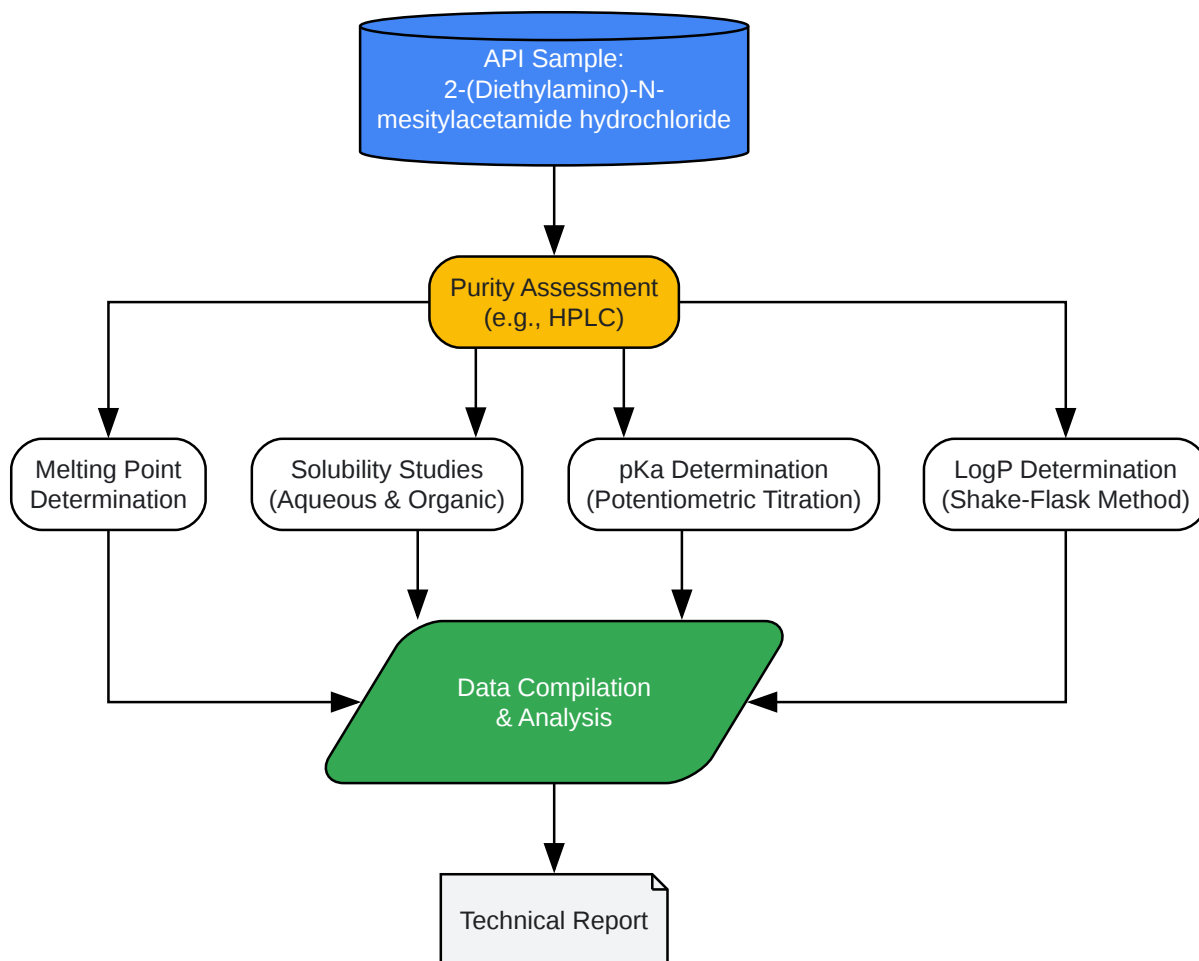 API Sample:
2-(Diethylamino)-N-
mesitylacetamide hydrochloride
Purity Assessment
(e.g., HPLC)
Melting Point
Determination
Solubility Studies
(Aqueous & Organic)
pKa Determination
(Potentiometric Titration)
LogP Determination
(Shake-Flask Method)
Data Compilation
& Analysis
Technical Report